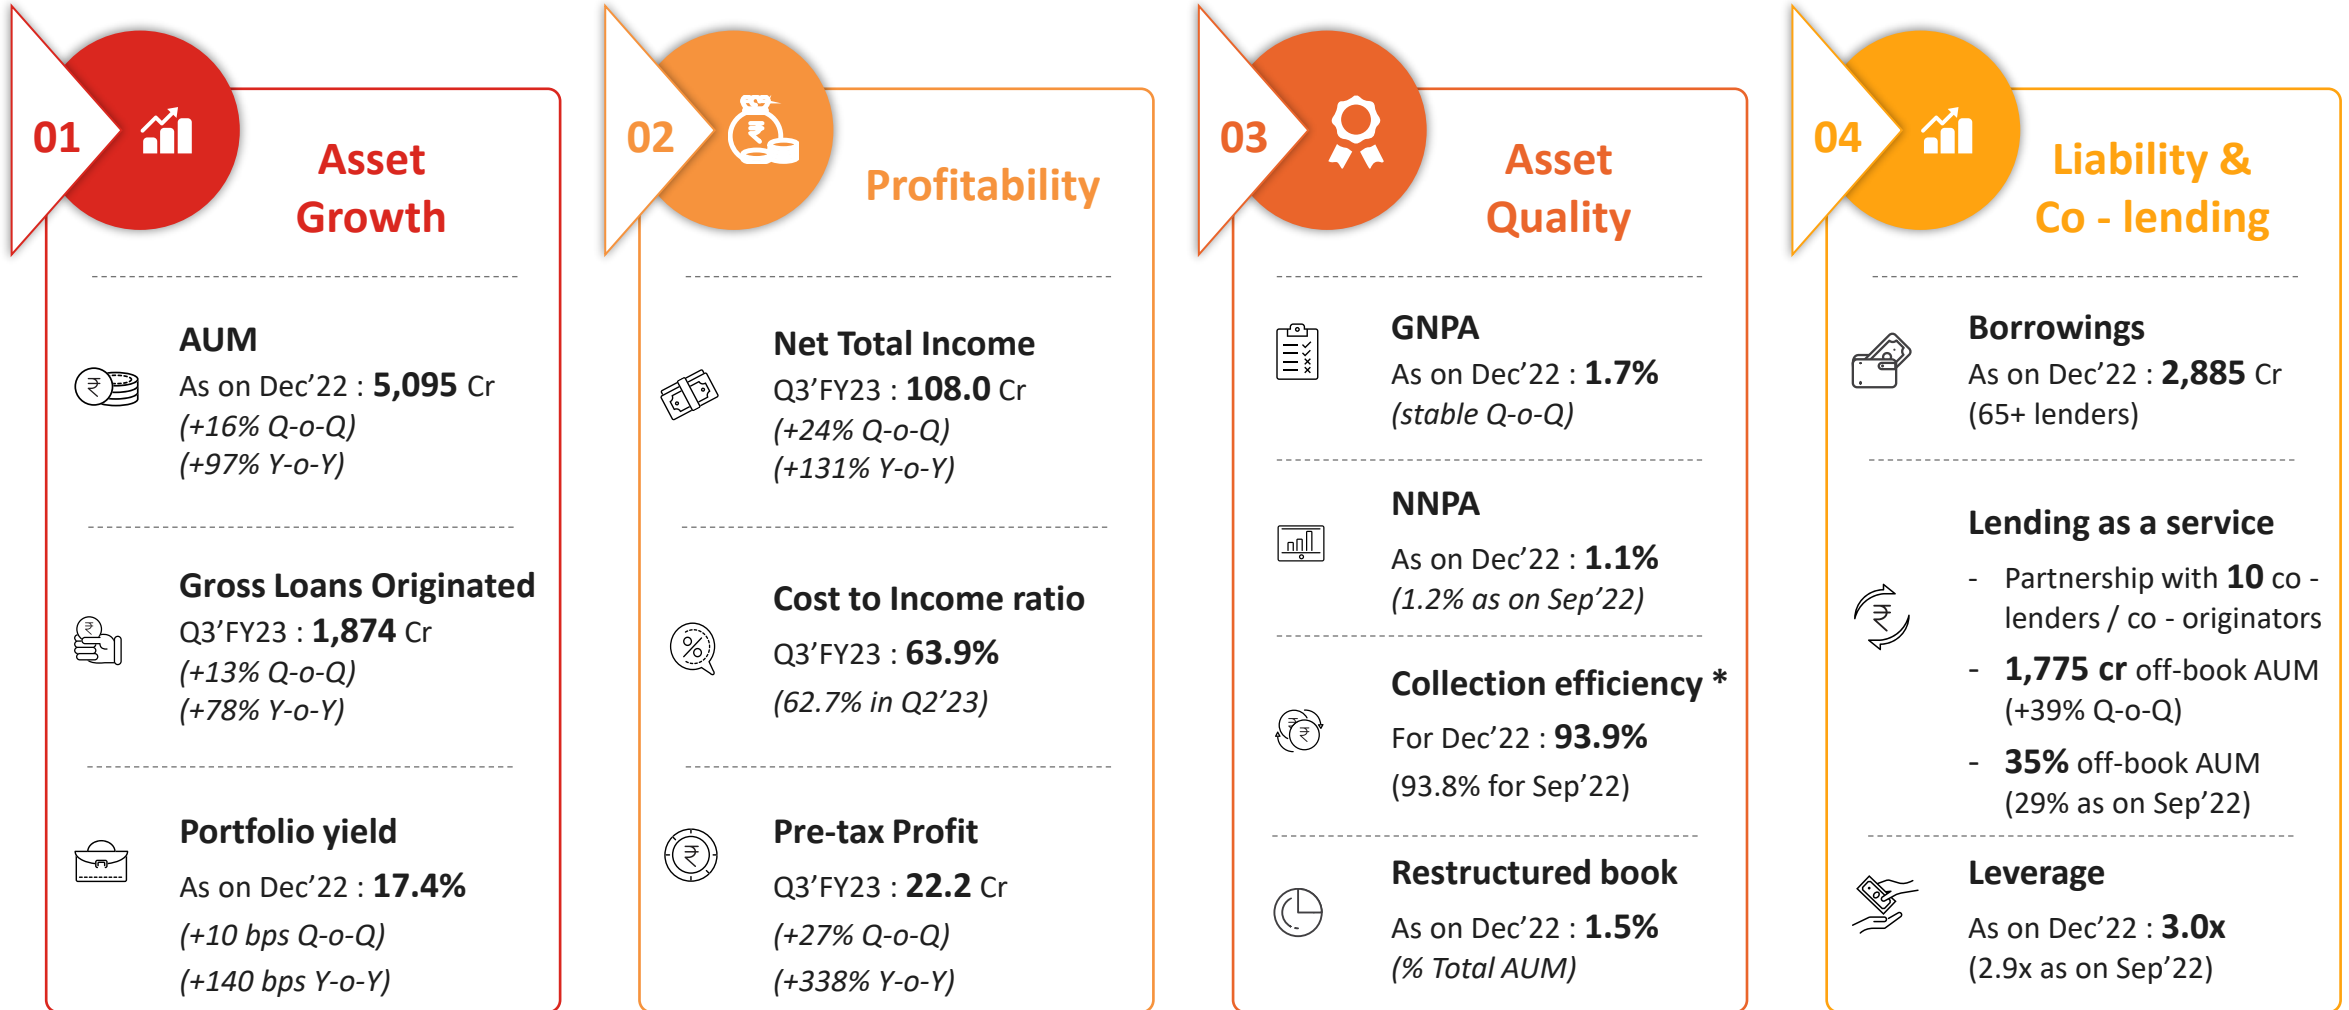 01
Asset
Growth
AUM
As on Dec’22 : 5,095 Cr
(+16% Q-o-Q)
(+97% Y-o-Y)
Gross Loans Originated
Q3’FY23 : 1,874 Cr
(+13% Q-o-Q)
(+78% Y-o-Y)
Portfolio yield
As on Dec’22 : 17.4%
(+10 bps Q-o-Q)
(+140 bps Y-o-Y)
02
Profitability
Net Total Income
Q3’FY23 : 108.0 Cr
(+24% Q-o-Q)
(+131% Y-o-Y)
Cost to Income ratio
Q3’FY23 : 63.9%
(62.7% in Q2’23)
Pre-tax Profit
Q3’FY23 : 22.2 Cr
(+27% Q-o-Q)
(+338% Y-o-Y)
03
Asset
Quality
GNPA
As on Dec’22 : 1.7%
(stable Q-o-Q)
NNPA
As on Dec’22 : 1.1%
(1.2% as on Sep’22)
Collection efficiency *
For Dec’22 : 93.9%
(93.8% for Sep’22)
Restructured book
As on Dec’22 : 1.5%
(% Total AUM)
04
Liability &
Co - lending
Borrowings
As on Dec’22 : 2,885 Cr
(65+ lenders)
Lending as a service
- Partnership with 10 co -
lenders / co - originators
- 1,775 cr off-book AUM
(+39% Q-o-Q)
- 35% off-book AUM
(29% as on Sep’22)
Leverage
As on Dec’22 : 3.0x
(2.9x as on Sep’22)